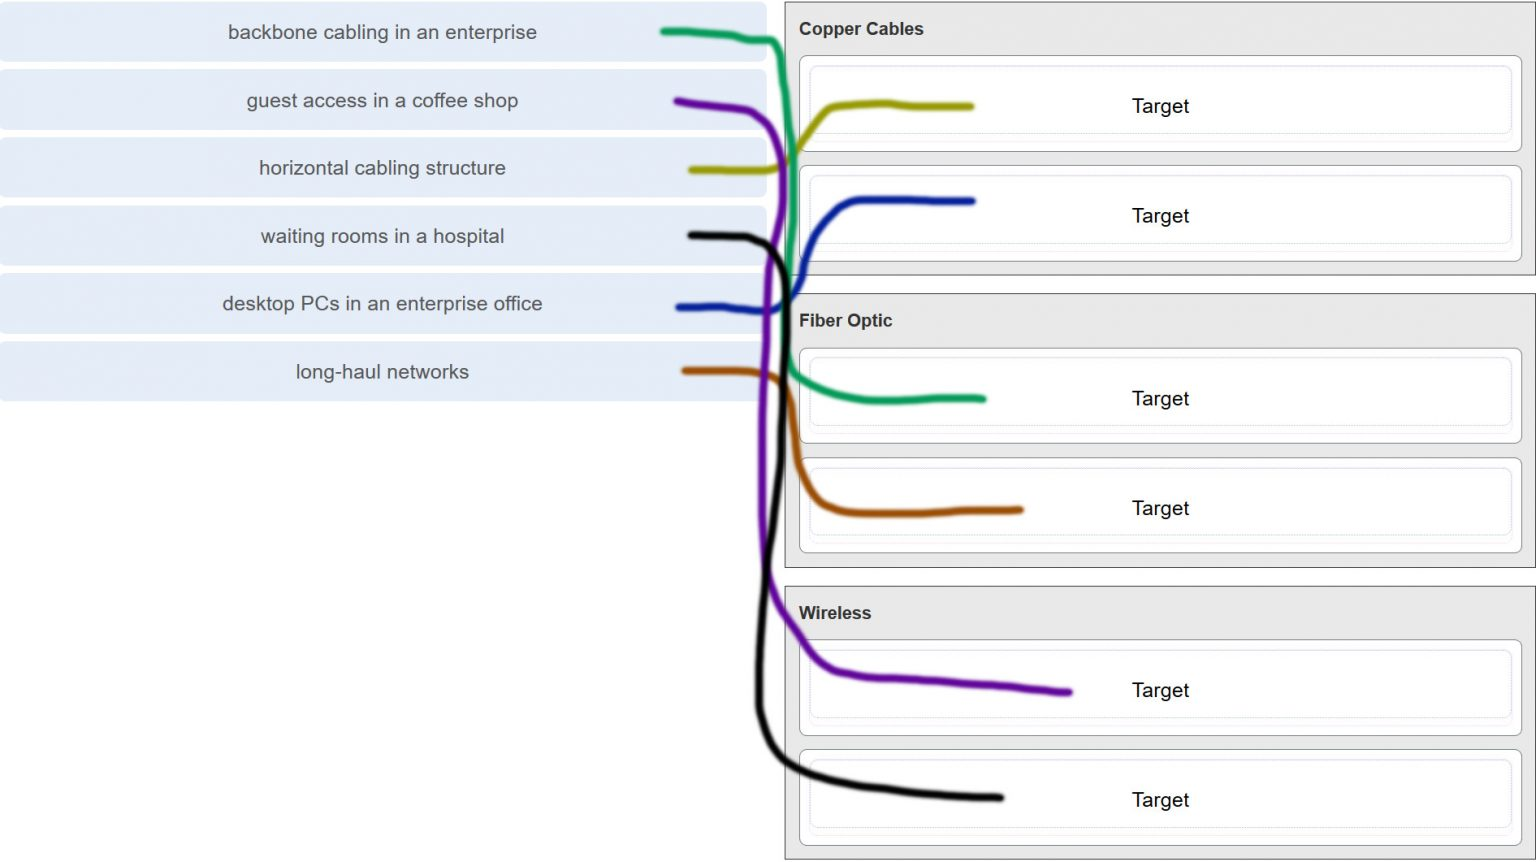 backbone cabling in an enterprise
guest access in a coffee shop
horizontal cabling structure
waiting rooms in a hospital
desktop PCs in an enterprise office
long-haul networks
Copper Cables
Target
Target
Fiber Optic
Target
Target
Wireless
Target
Target